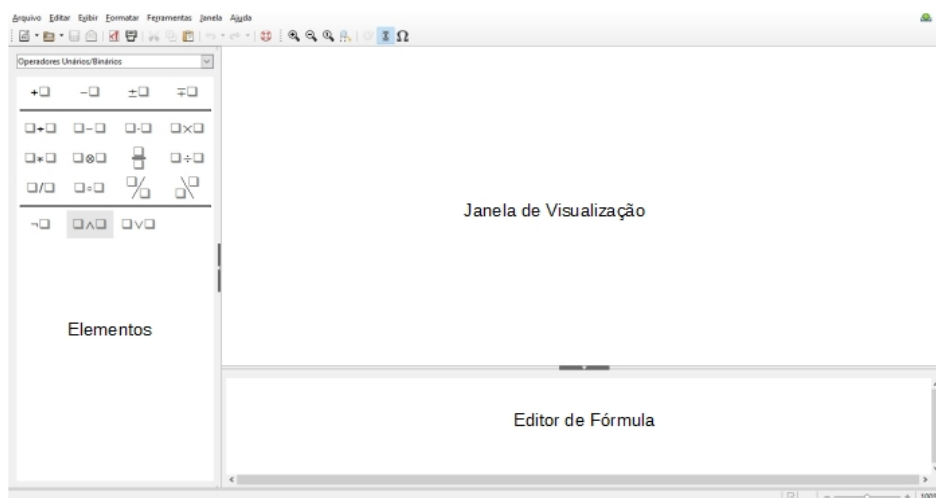 Arquivo Editar Exibir Formatar Ferramentas Janela Ajuda
Operadores Unários/Binários
+□ −□ ±□ ∓□
□+□ □−□ □·□ □×□
□∗□ □⊗□ □÷□
□/□ □∘□
¬□ □∧□ □∨□
Janela de Visualização
Elementos
Editor de Fórmula